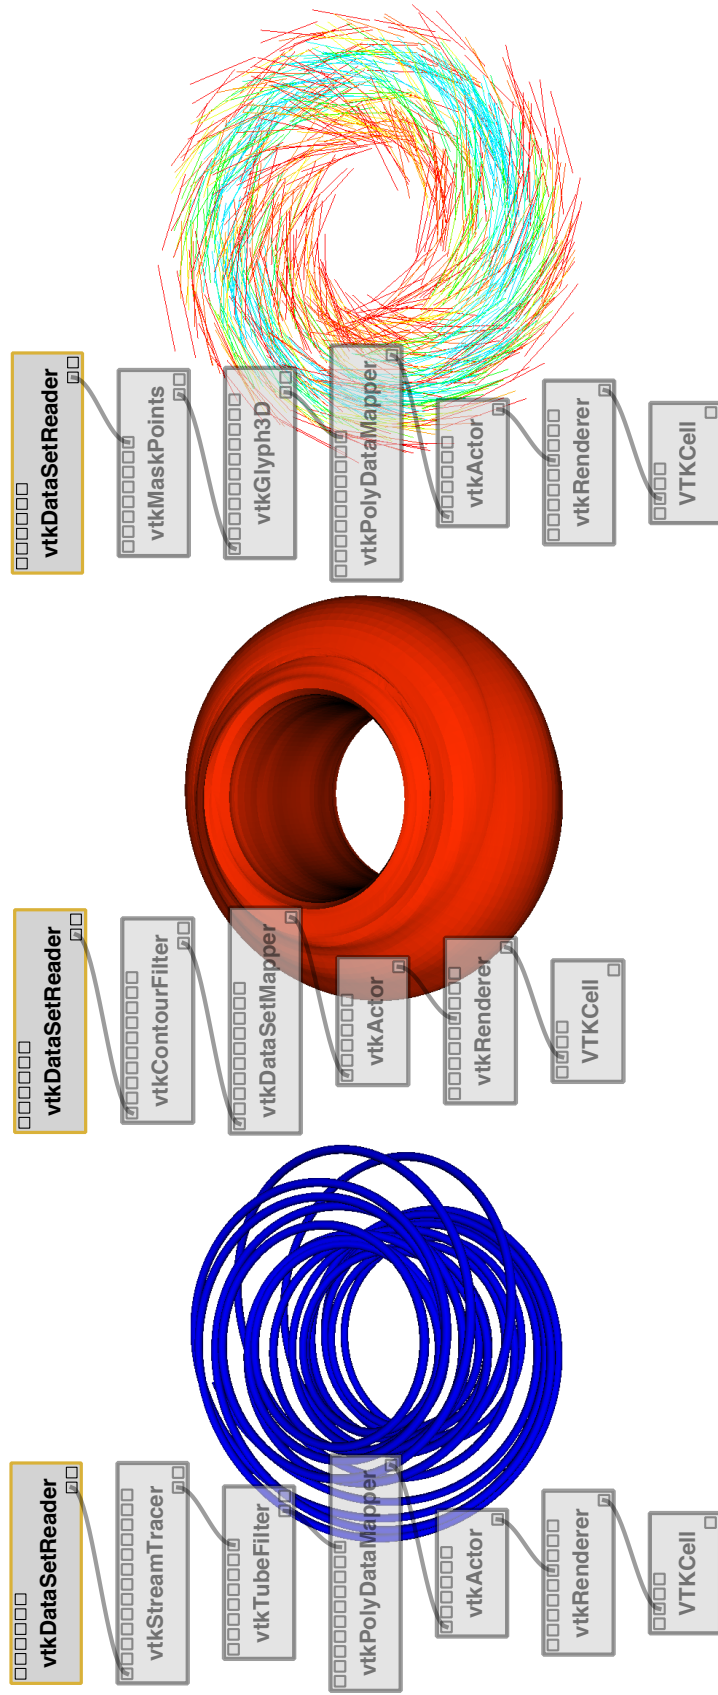 vtkDataSetReader
vtkStreamTracer
vtkTubeFilter
vtkPolyDataMapper
vtkActor
vtkRenderer
VTKCell
vtkDataSetReader
vtkContourFilter
vtkDataSetMapper
vtkActor
vtkRenderer
VTKCell
vtkDataSetReader
vtkMaskPoints
vtkGlyph3D
vtkPolyDataMapper
vtkActor
vtkRenderer
VTKCell